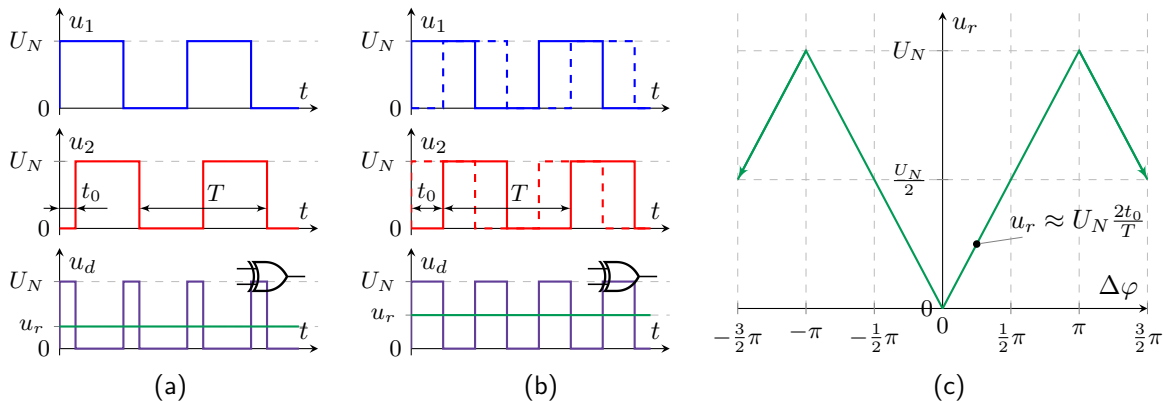 u_1
U_N
0
t
u_2
U_N
t_0
T
0
t
u_d
U_N
u_r
0
t
(a)
u_1
U_N
0
t
u_2
U_N
t_0
T
0
t
u_d
U_N
u_r
0
t
(b)
u_r
U_N
U_N/2
u_r ≈ U_N 2t_0/T
Δφ
0
-3/2π -π -1/2π 0 1/2π π 3/2π
(c)